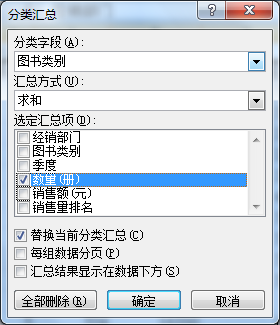 分类汇总
分类字段(A):
图书类别
汇总方式(U):
求和
选定汇总项(D):
经销部门
图书类别
季度
数量(册)
销售额(元)
销售量排名
替换当前分类汇总(C)
每组数据分页(P)
汇总结果显示在数据下方(S)
全部删除(R) 确定 取消